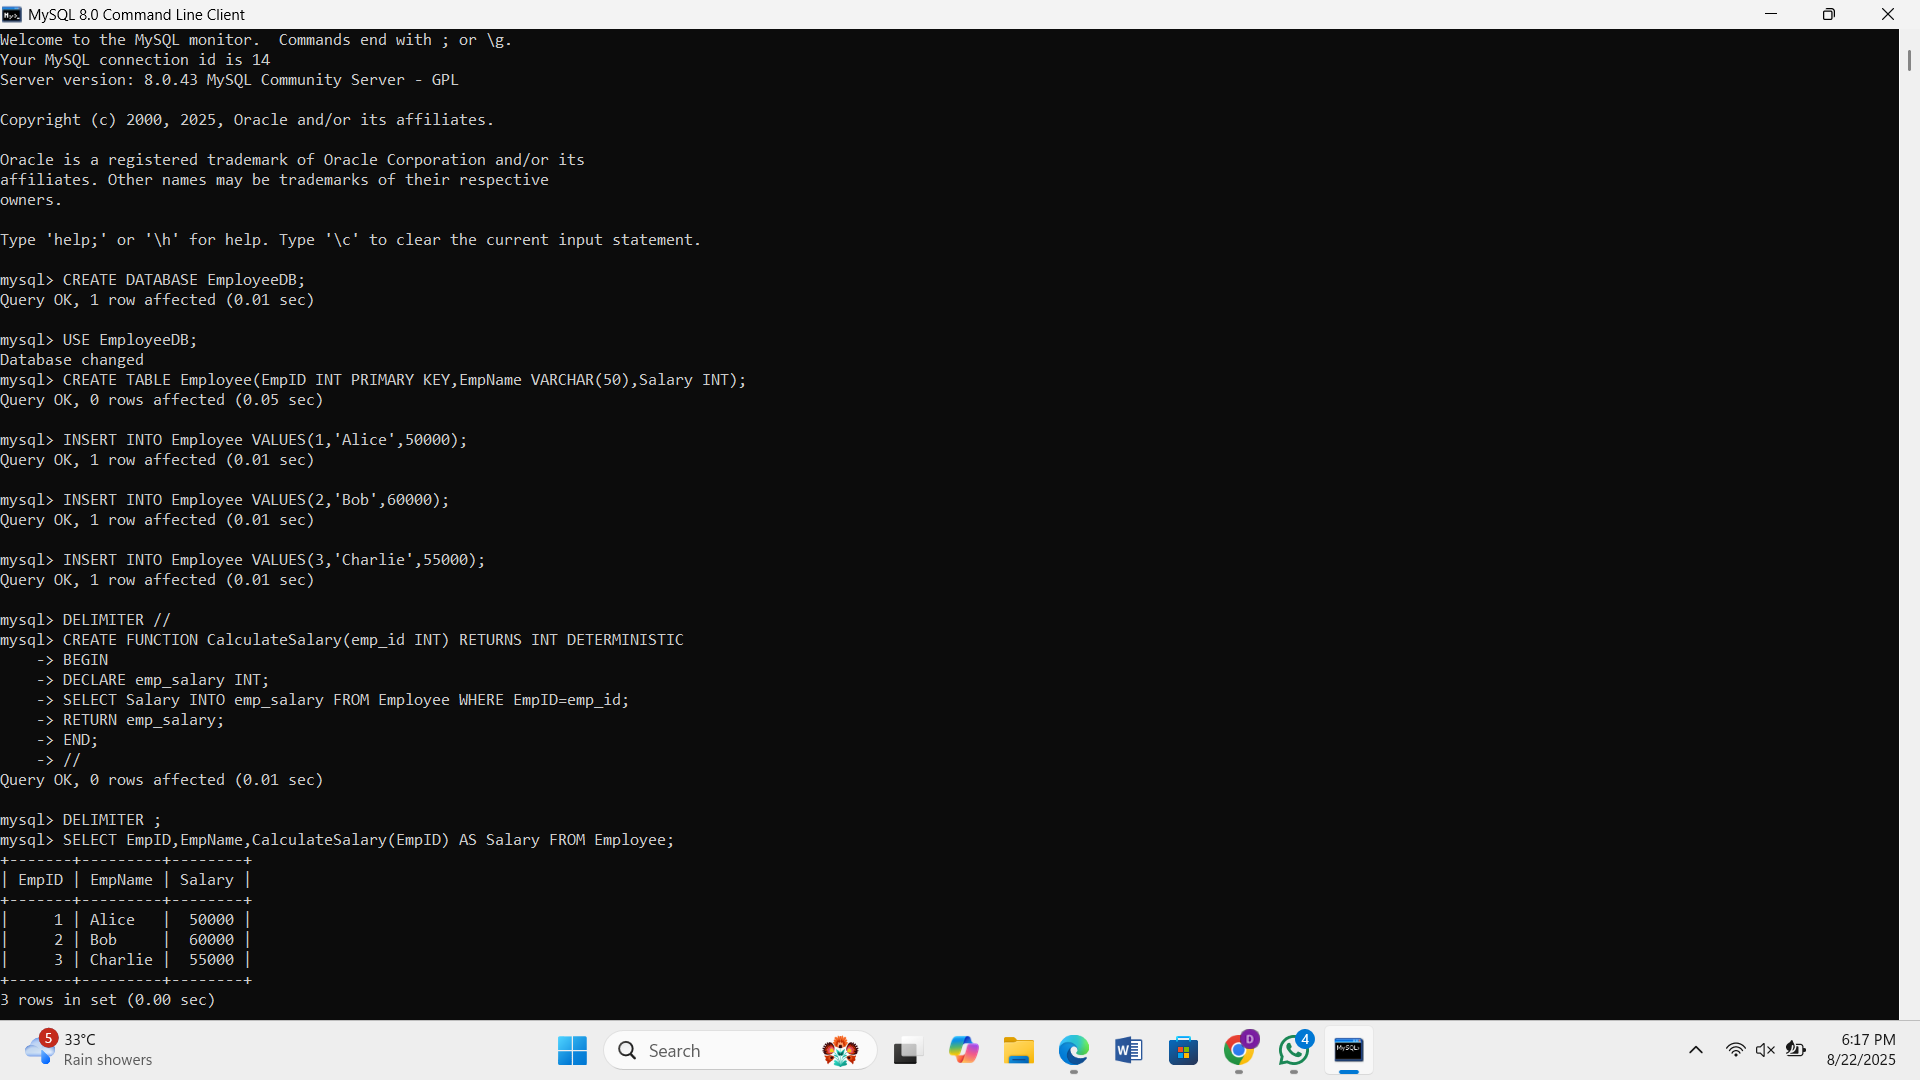 MySQL 8.0 Command Line Client
Welcome to the MySQL monitor.  Commands end with ; or \g.
Your MySQL connection id is 14
Server version: 8.0.43 MySQL Community Server - GPL
Copyright (c) 2000, 2025, Oracle and/or its affiliates.
Oracle is a registered trademark of Oracle Corporation and/or its
affiliates. Other names may be trademarks of their respective
owners.
Type 'help;' or '\h' for help. Type '\c' to clear the current input statement.
mysql> CREATE DATABASE EmployeeDB;
Query OK, 1 row affected (0.01 sec)
mysql> USE EmployeeDB;
Database changed
mysql> CREATE TABLE Employee(EmpID INT PRIMARY KEY,EmpName VARCHAR(50),Salary INT);
Query OK, 0 rows affected (0.05 sec)
mysql> INSERT INTO Employee VALUES(1,'Alice',50000);
Query OK, 1 row affected (0.01 sec)
mysql> INSERT INTO Employee VALUES(2,'Bob',60000);
Query OK, 1 row affected (0.01 sec)
mysql> INSERT INTO Employee VALUES(3,'Charlie',55000);
Query OK, 1 row affected (0.01 sec)
mysql> DELIMITER //
mysql> CREATE FUNCTION CalculateSalary(emp_id INT) RETURNS INT DETERMINISTIC
    -> BEGIN
    -> DECLARE emp_salary INT;
    -> SELECT Salary INTO emp_salary FROM Employee WHERE EmpID=emp_id;
    -> RETURN emp_salary;
    -> END;
    -> //
Query OK, 0 rows affected (0.01 sec)
mysql> DELIMITER ;
mysql> SELECT EmpID,EmpName,CalculateSalary(EmpID) AS Salary FROM Employee;
+-------+---------+--------+
| EmpID | EmpName | Salary |
+-------+---------+--------+
|     1 | Alice   |  50000 |
|     2 | Bob     |  60000 |
|     3 | Charlie |  55000 |
+-------+---------+--------+
3 rows in set (0.00 sec)
5
33°C
Rain showers
Search
D
4
MySQL
6:17 PM
8/22/2025